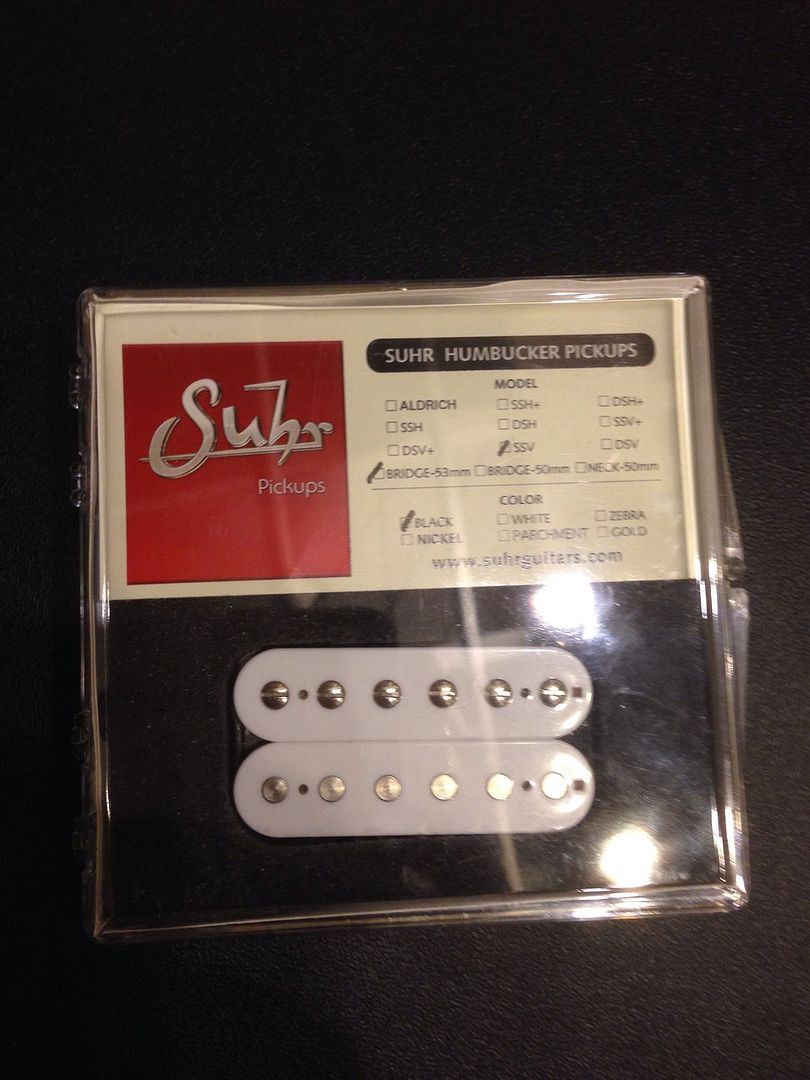 Suhr
Pickups
SUHR HUMBUCKER PICKUPS
MODEL
ALDRICH SSH+ DSH+
SSH DSH SSV+
DSV+ SSV DSV
BRIDGE-53mm BRIDGE-50mm NECK-50mm
COLOR
BLACK WHITE ZEBRA
NICKEL PARCHMENT GOLD
www.suhrguitars.com